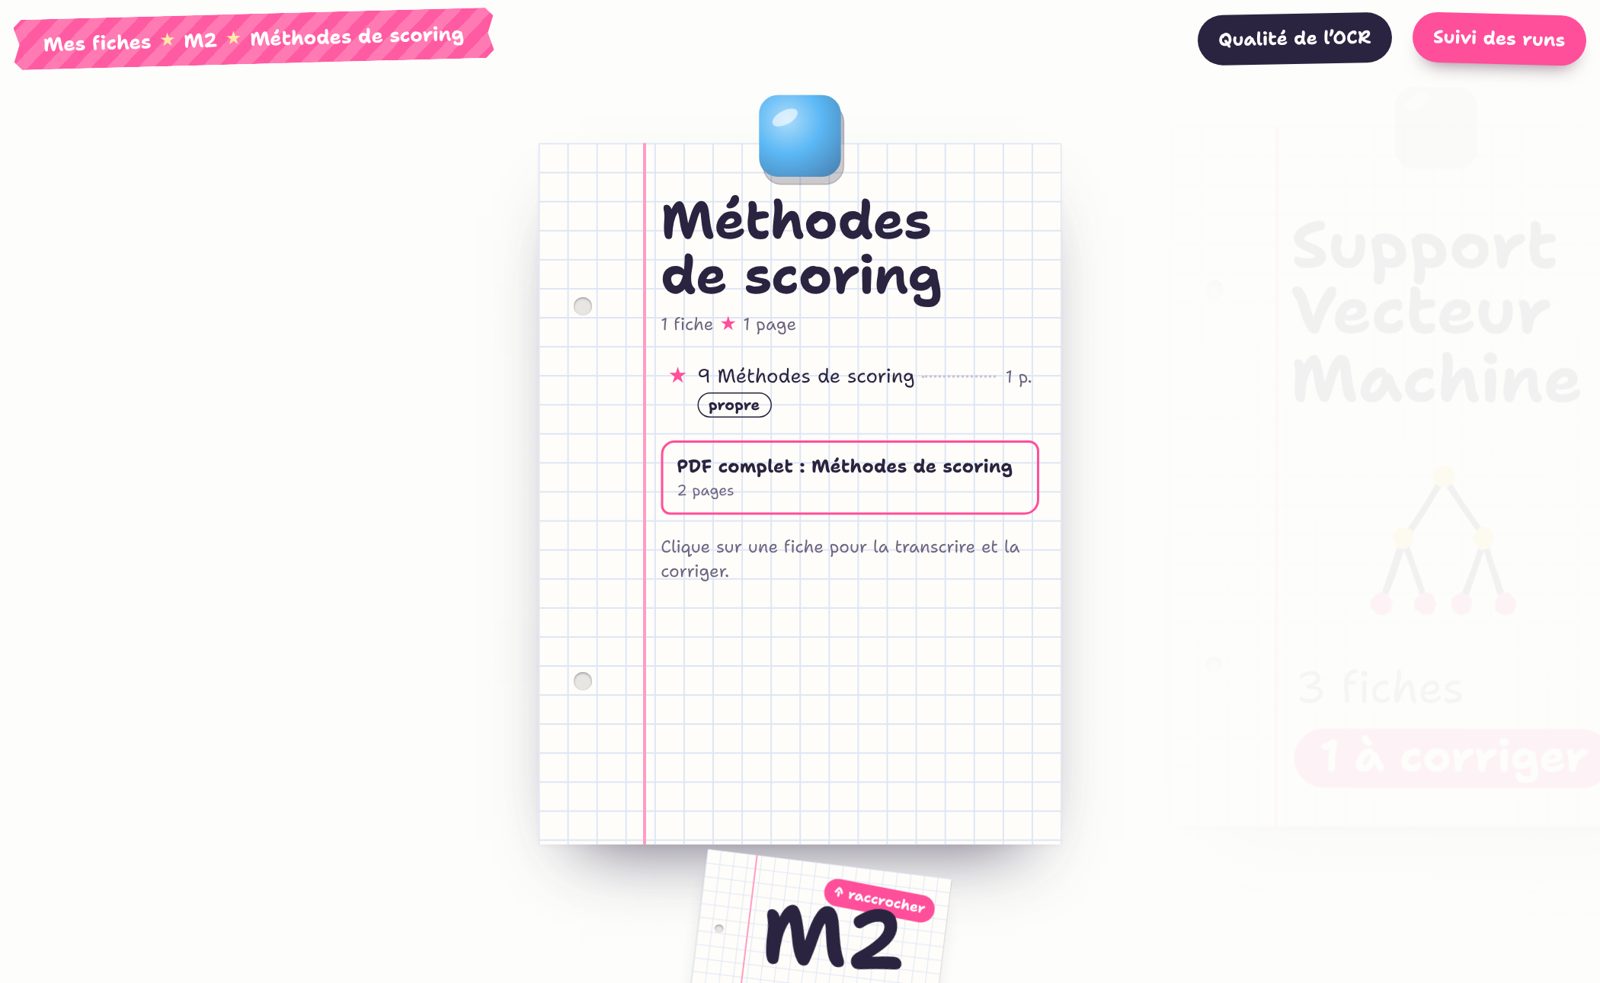 Mes fiches ★ M2 ★ Méthodes de scoring
Qualité de l'OCR
Suivi des runs
Méthodes
de scoring
1 fiche ★ 1 page
★ 9 Méthodes de scoring 1 p.
propre
PDF complet : Méthodes de scoring
2 pages
Clique sur une fiche pour la transcrire et la
corriger.
Support
Vecteur
Machine
3 fiches
1 à corriger
↑ raccrocher
M2